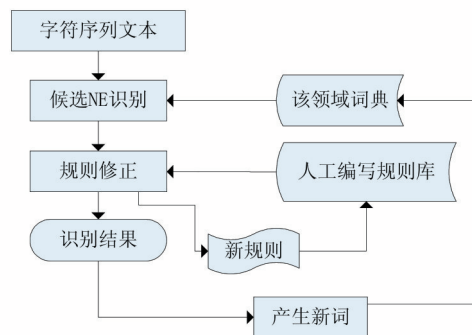 字符序列文本
候选NE识别
该领域词典
规则修正
人工编写规则库
识别结果
新规则
产生新词